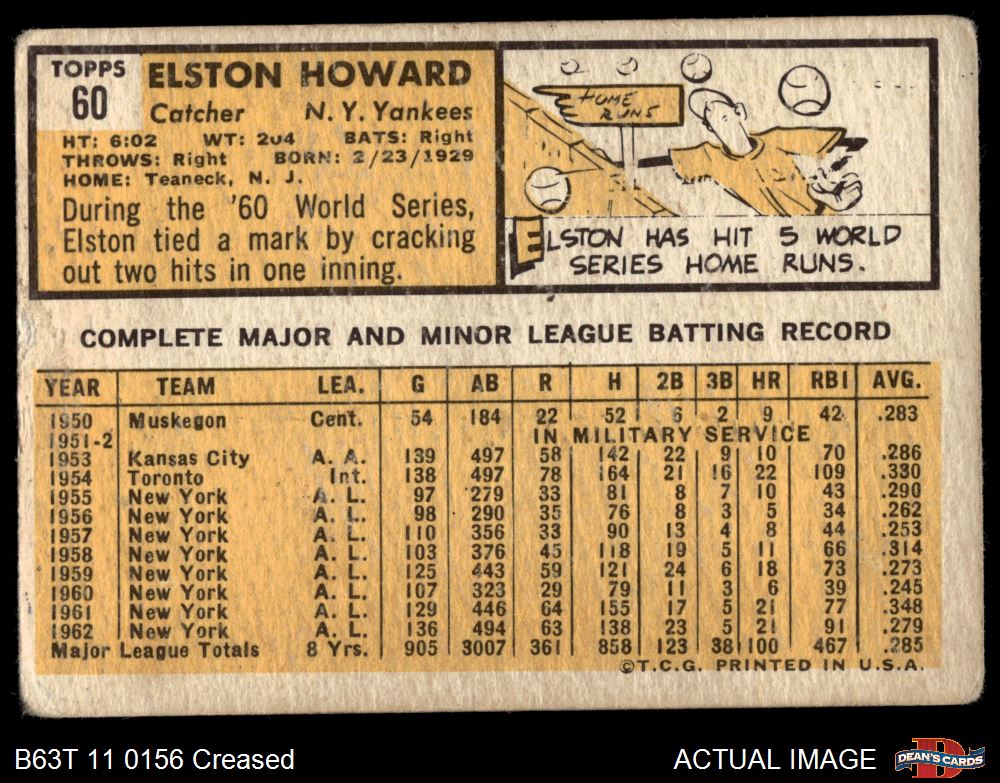 TOPPS
60
ELSTON HOWARD
Catcher N. Y. Yankees
HT: 6:02 WT: 204 BATS: Right
THROWS: Right BORN: 2/23/1929
HOME: Teaneck, N. J.
During the '60 World Series,
Elston tied a mark by cracking
out two hits in one inning.
HOME
RUNS
ELSTON HAS HIT 5 WORLD
SERIES HOME RUNS.
COMPLETE MAJOR AND MINOR LEAGUE BATTING RECORD
YEAR TEAM LEA. G AB R H 2B 3B HR RBI AVG.
1950 Muskegon Cent. 54 184 22 52 6 2 9 42 .283
1951-2 IN MILITARY SERVICE
1953 Kansas City A. A. 139 497 58 142 22 9 10 70 .286
1954 Toronto Int. 138 497 78 164 21 16 22 109 .330
1955 New York A. L. 97 279 33 81 8 7 10 43 .290
1956 New York A. L. 98 290 35 76 8 3 5 34 .262
1957 New York A. L. 110 356 33 90 13 4 8 44 .253
1958 New York A. L. 103 376 45 118 19 5 11 66 .314
1959 New York A. L. 125 443 59 121 24 6 18 73 .273
1960 New York A. L. 107 323 29 79 11 3 6 39 .245
1961 New York A. L. 129 446 64 155 17 5 21 77 .348
1962 New York A. L. 136 494 63 138 23 5 21 91 .279
Major League Totals 8 Yrs. 905 3007 361 858 123 38 100 467 .285
©T.C.G. PRINTED IN U.S.A.
B63T 11 0156 Creased
ACTUAL IMAGE
D
DEAN'S CARDS